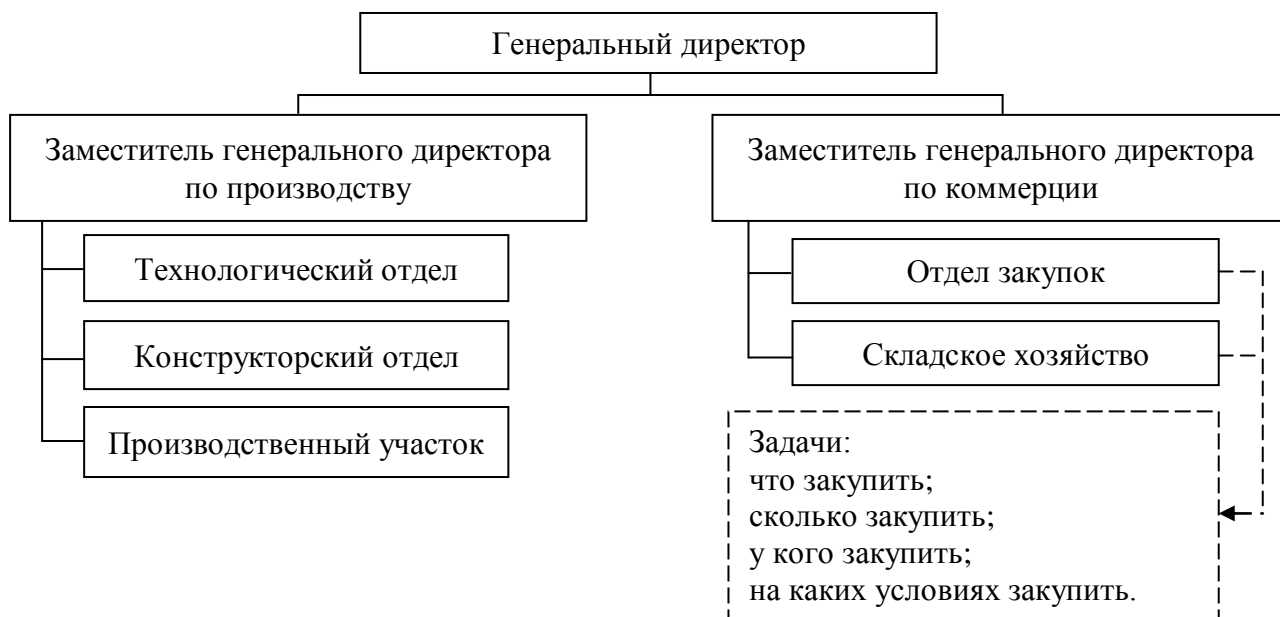 Генеральный директор
Заместитель генерального директора
по производству
Заместитель генерального директора
по коммерции
Технологический отдел
Конструкторский отдел
Производственный участок
Отдел закупок
Складское хозяйство
Задачи:
что закупить;
сколько закупить;
у кого закупить;
на каких условиях закупить.